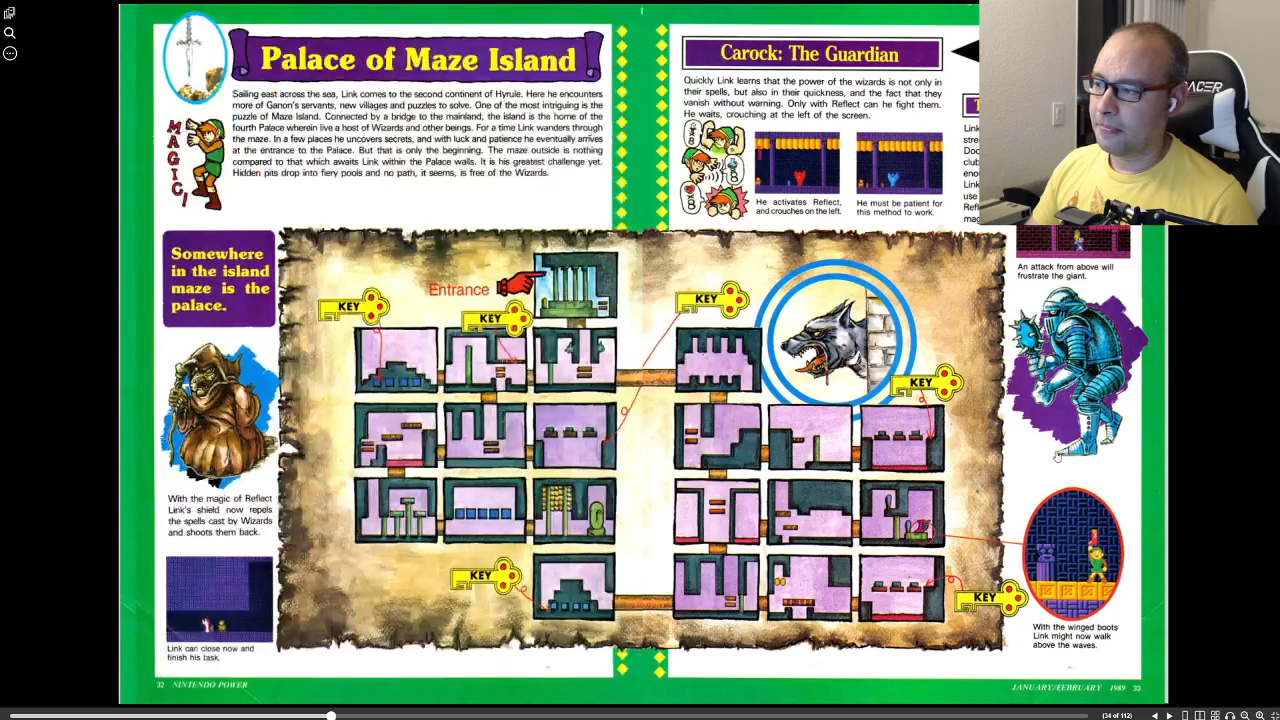 Palace of Maze Island
Sailing east across the sea, Link comes to the second continent of Hyrule. Here he encounters
more of Ganon's servants, new villages and puzzles to solve. One of the most intriguing is the
puzzle of Maze Island. Connected by a bridge to the mainland, the island is the home of the
fourth Palace wherein live a host of Wizards and other beings. For a time Link wanders through
the maze. In a few places he uncovers secrets, and with luck and patience he eventually arrives
at the entrance to the Palace. But that is only the beginning. The maze outside is nothing
compared to that which awaits Link within the Palace walls. It is his greatest challenge yet.
Hidden pits drop into fiery pools and no path, it seems, is free of the Wizards.
MAGIC!
Somewhere
in the island
maze is the
palace.
With the magic of Reflect
Link's shield now repels
the spells cast by Wizards
and shoots them back.
Link can close now and
finish his task.
Entrance
KEY
KEY
KEY
KEY
KEY
KEY
32 NINTENDO POWER
Carock: The Guardian
Quickly Link learns that the power of the wizards is not only in
their spells, but also in their quickness, and the fact that they
vanish without warning. Only with Reflect can he fight them.
He waits, crouching at the left of the screen.
He activates Reflect,
and crouches on the left.
He must be patient for
this method to work.
T
Link
Doo
club
Link
use
Refl
mag
RACER
An attack from above will
frustrate the giant.
With the winged boots
Link might now walk
above the waves.
JANUARY/FEBRUARY 1989 33
(34 of 112)